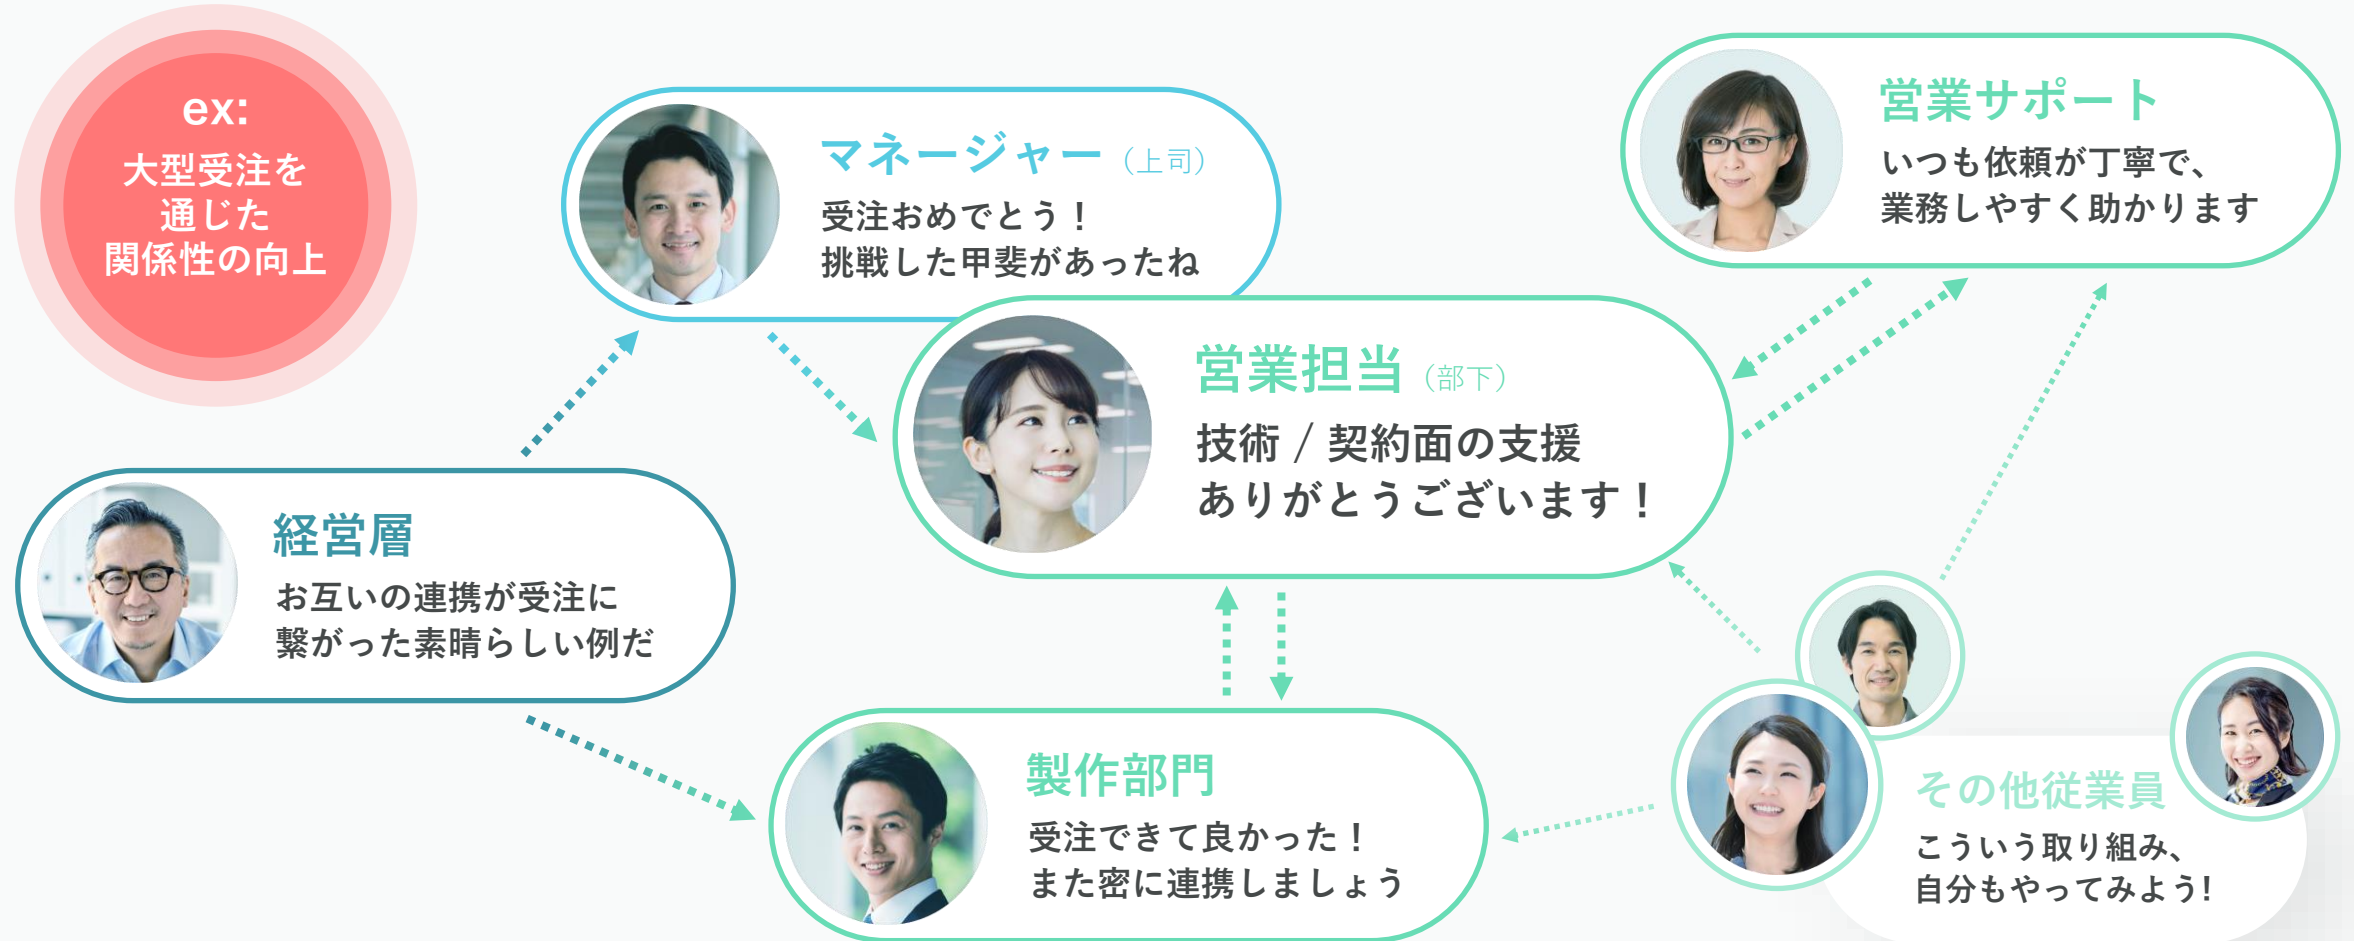 ex:
大型受注を
通じた
関係性の向上
マネージャー（上司）
受注おめでとう！
挑戦した甲斐があったね
営業サポート
いつも依頼が丁寧で、
業務しやすく助かります
営業担当（部下）
技術 / 契約面の支援
ありがとうございます！
経営層
お互いの連携が受注に
繋がった素晴らしい例だ
製作部門
受注できて良かった！
また密に連携しましょう
その他従業員
こういう取り組み、
自分もやってみよう!